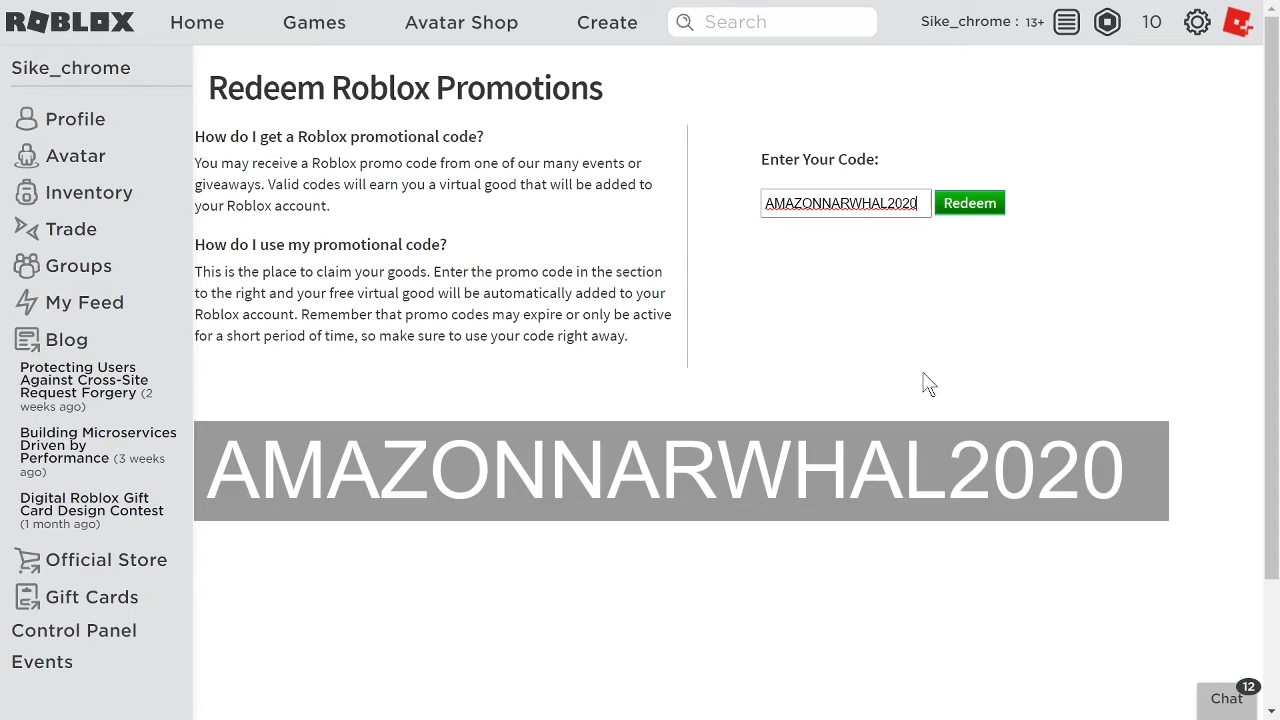 ROBLOX
Home
Games
Avatar Shop
Create
Search
Sike_chrome : 13+
10
Sike_chrome
Profile
Avatar
Inventory
Trade
Groups
My Feed
Blog
Protecting Users
Against Cross-Site
Request Forgery (2
weeks ago)
Building Microservices
Driven by
Performance (3 weeks
ago)
Digital Roblox Gift
Card Design Contest
(1 month ago)
Official Store
Gift Cards
Control Panel
Events
Redeem Roblox Promotions
How do I get a Roblox promotional code?
You may receive a Roblox promo code from one of our many events or
giveaways. Valid codes will earn you a virtual good that will be added to
your Roblox account.
How do I use my promotional code?
This is the place to claim your goods. Enter the promo code in the section
to the right and your free virtual good will be automatically added to your
Roblox account. Remember that promo codes may expire or only be active
for a short period of time, so make sure to use your code right away.
Enter Your Code:
AMAZONNARWHAL2020
Redeem
AMAZONNARWHAL2020
Chat
12